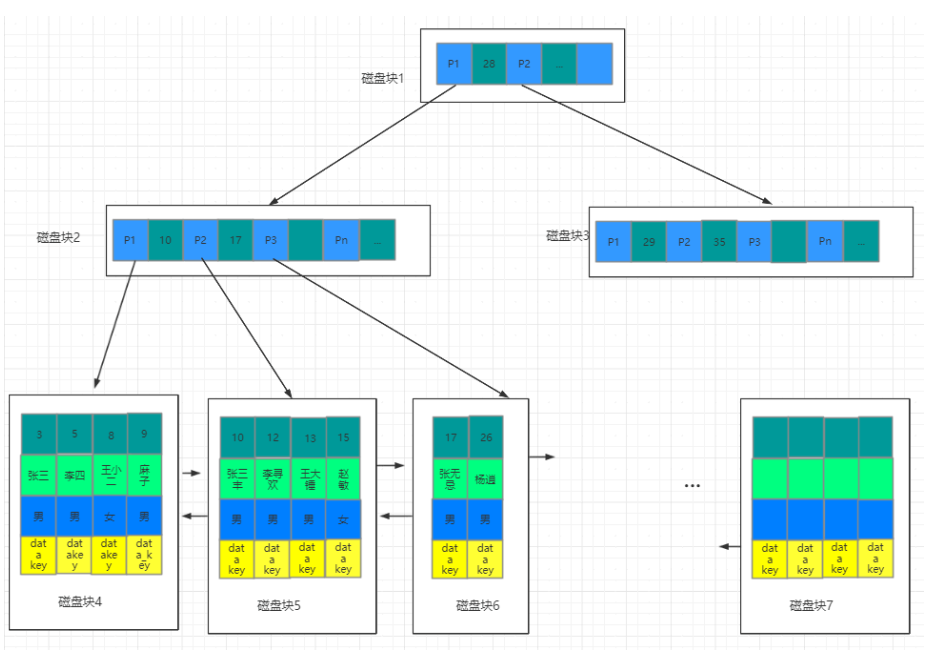 磁盘块1
P1 28 P2 ...
磁盘块2
P1 10 P2 17 P3 Pn ...
磁盘块3
P1 29 P2 35 P3 Pn ...
3 5 8 9
张三 李四 王小二 麻子
男 男 女 男
data key datakey datakey data_key
磁盘块4
10 12 13 15
张三丰 李寻欢 王大锤 赵敏
男 男 男 女
data key data key data key data key
磁盘块5
17 26
张无忌 杨逍
男 男
data key data key
磁盘块6
...
data key data key data key data key
磁盘块7